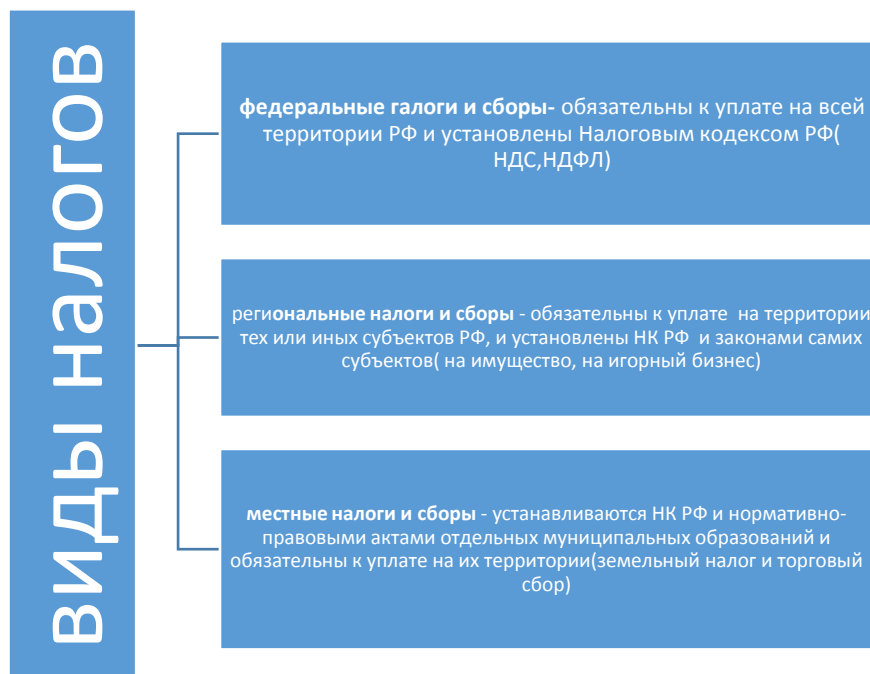 виды налогов
федеральные галоги и сборы- обязательны к уплате на всей
территории РФ и установлены Налоговым кодексом РФ(
НДС,НДФЛ)
региональные налоги и сборы - обязательны к уплате на территории
тех или иных субъектов РФ, и установлены НК РФ и законами самих
субъектов( на имущество, на игорный бизнес)
местные налоги и сборы - устанавливаются НК РФ и нормативно-
правовыми актами отдельных муниципальных образований и
обязательны к уплате на их территории(земельный налог и торговый
сбор)